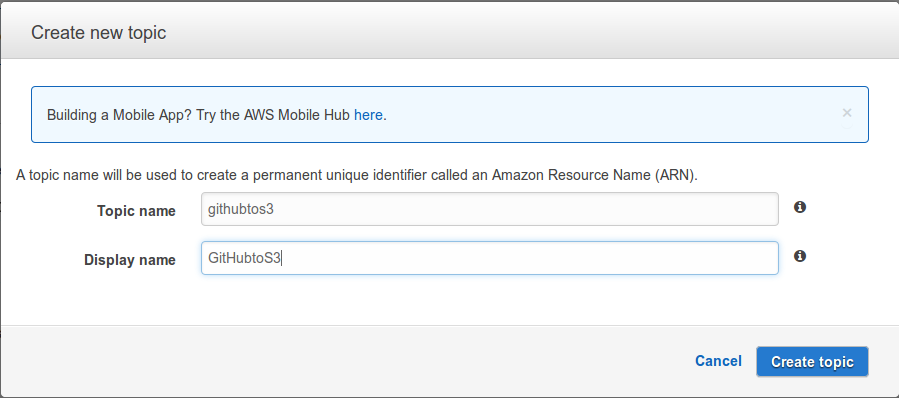 Create new topic
Building a Mobile App? Try the AWS Mobile Hub here.
×
A topic name will be used to create a permanent unique identifier called an Amazon Resource Name (ARN).
Topic name githubtos3
Display name GitHubtoS3
Cancel Create topic